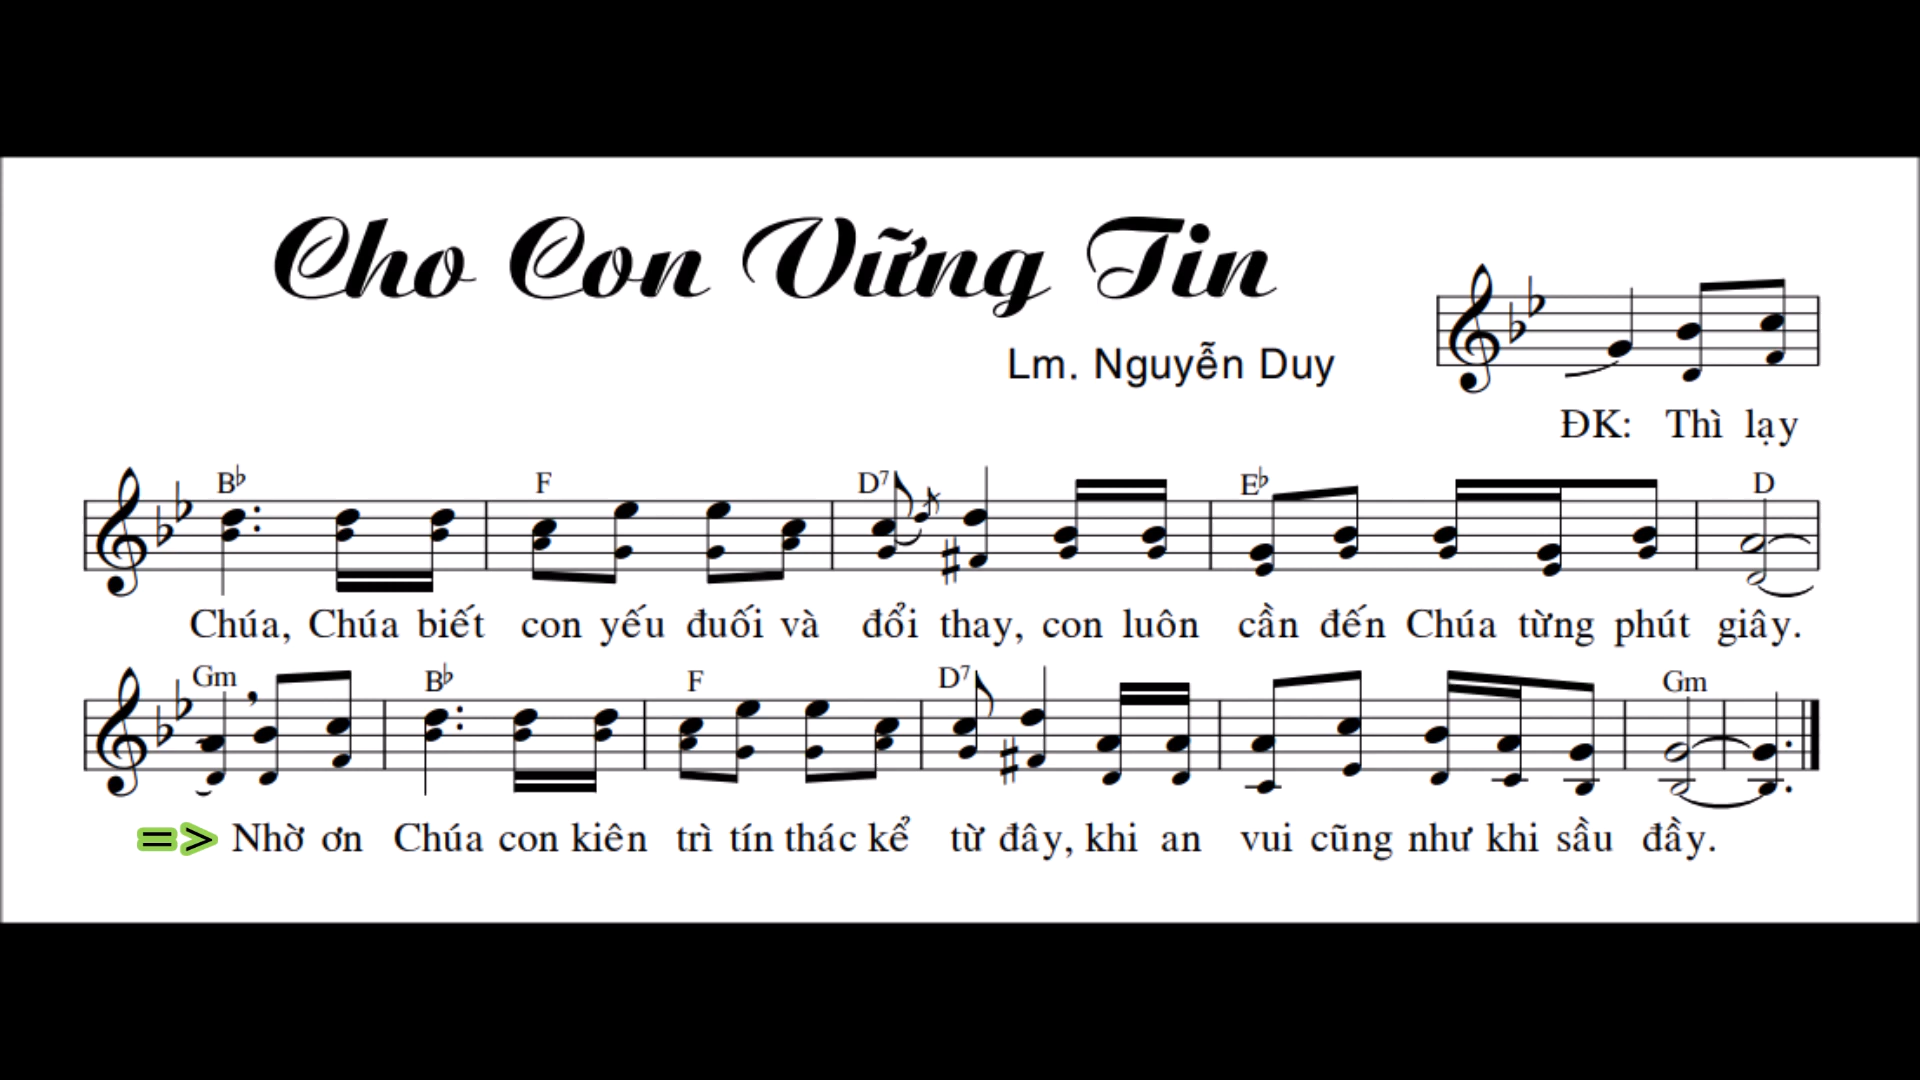 Cho Con Vững Tin
Lm. Nguyễn Duy
ĐK: Thì lạy
B♭ F D7 E♭ D
Chúa, Chúa biết con yếu đuối và đổi thay, con luôn cần đến Chúa từng phút giây.
Gm B♭ F D7 Gm
=> Nhờ ơn Chúa con kiên trì tín thác kể từ đây, khi an vui cũng như khi sầu đầy.